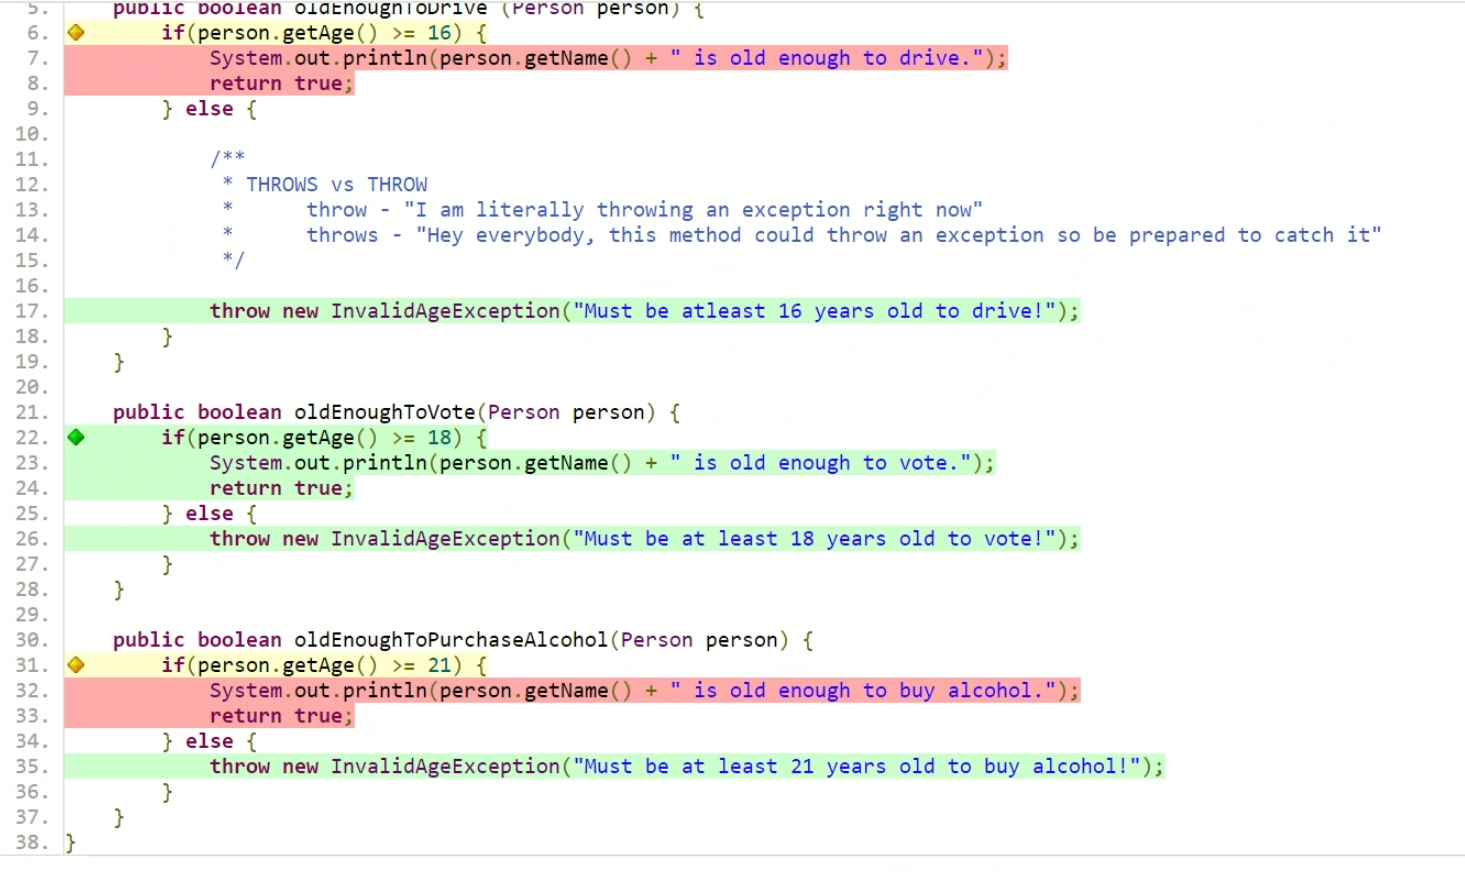 5.    public boolean oldEnoughToDrive (Person person) {
6.        if(person.getAge() >= 16) {
7.            System.out.println(person.getName() + " is old enough to drive.");
8.            return true;
9.        } else {
10.
11.            /**
12.             * THROWS vs THROW
13.             *      throw - "I am literally throwing an exception right now"
14.             *      throws - "Hey everybody, this method could throw an exception so be prepared to catch it"
15.             */
16.
17.            throw new InvalidAgeException("Must be atleast 16 years old to drive!");
18.        }
19.    }
20.
21.    public boolean oldEnoughToVote(Person person) {
22.        if(person.getAge() >= 18) {
23.            System.out.println(person.getName() + " is old enough to vote.");
24.            return true;
25.        } else {
26.            throw new InvalidAgeException("Must be at least 18 years old to vote!");
27.        }
28.    }
29.
30.    public boolean oldEnoughToPurchaseAlcohol(Person person) {
31.        if(person.getAge() >= 21) {
32.            System.out.println(person.getName() + " is old enough to buy alcohol.");
33.            return true;
34.        } else {
35.            throw new InvalidAgeException("Must be at least 21 years old to buy alcohol!");
36.        }
37.    }
38. }